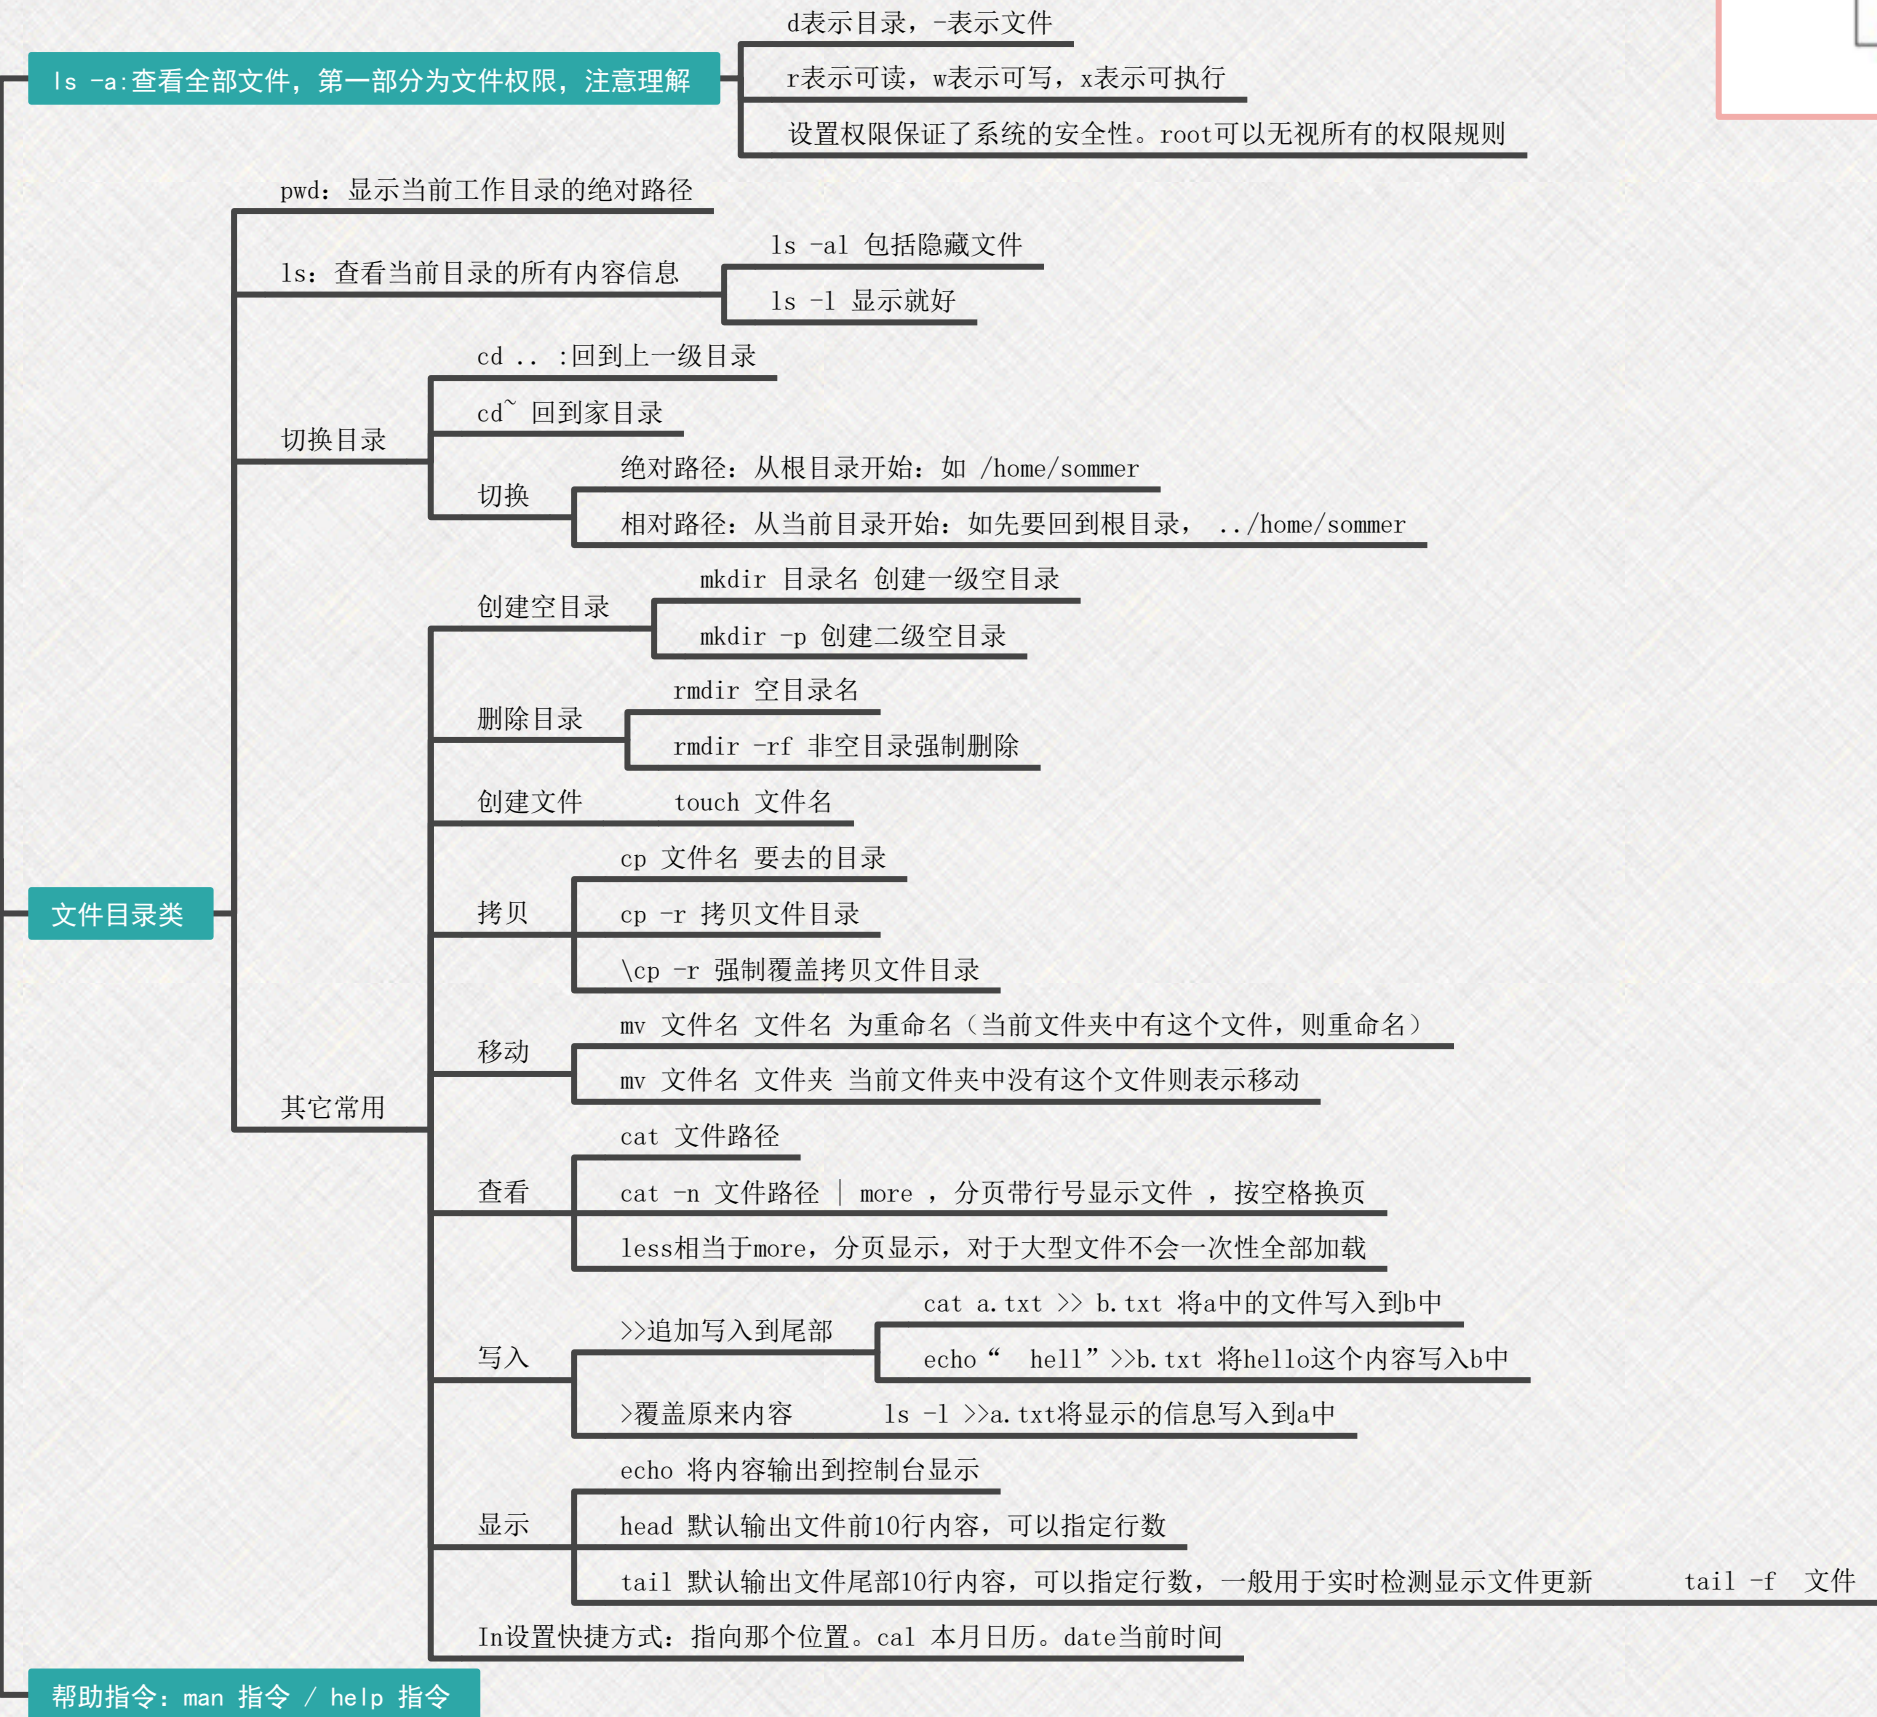 d表示目录，-表示文件
ls -a:查看全部文件，第一部分为文件权限，注意理解
r表示可读，w表示可写，x表示可执行
设置权限保证了系统的安全性。root可以无视所有的权限规则
pwd：显示当前工作目录的绝对路径
ls -al 包括隐藏文件
ls：查看当前目录的所有内容信息
ls -l 显示就好
cd .. :回到上一级目录
cd~ 回到家目录
切换目录
绝对路径：从根目录开始：如 /home/sommer
切换
相对路径：从当前目录开始：如先要回到根目录， ../home/sommer
mkdir 目录名 创建一级空目录
创建空目录
mkdir -p 创建二级空目录
rmdir 空目录名
删除目录
rmdir -rf 非空目录强制删除
创建文件 touch 文件名
cp 文件名 要去的目录
文件目录类
拷贝
cp -r 拷贝文件目录
\cp -r 强制覆盖拷贝文件目录
mv 文件名 文件名 为重命名（当前文件夹中有这个文件，则重命名）
移动
mv 文件名 文件夹 当前文件夹中没有这个文件则表示移动
其它常用
cat 文件路径
查看
cat -n 文件路径 | more ，分页带行号显示文件 ，按空格换页
less相当于more，分页显示，对于大型文件不会一次性全部加载
cat a.txt >> b.txt 将a中的文件写入到b中
>>追加写入到尾部
写入
echo“ hell”>>b.txt 将hello这个内容写入b中
>覆盖原来内容 ls -l >>a.txt将显示的信息写入到a中
echo 将内容输出到控制台显示
显示
head 默认输出文件前10行内容，可以指定行数
tail 默认输出文件尾部10行内容，可以指定行数，一般用于实时检测显示文件更新 tail -f 文件
In设置快捷方式：指向那个位置。cal 本月日历。date当前时间
帮助指令：man 指令 / help 指令